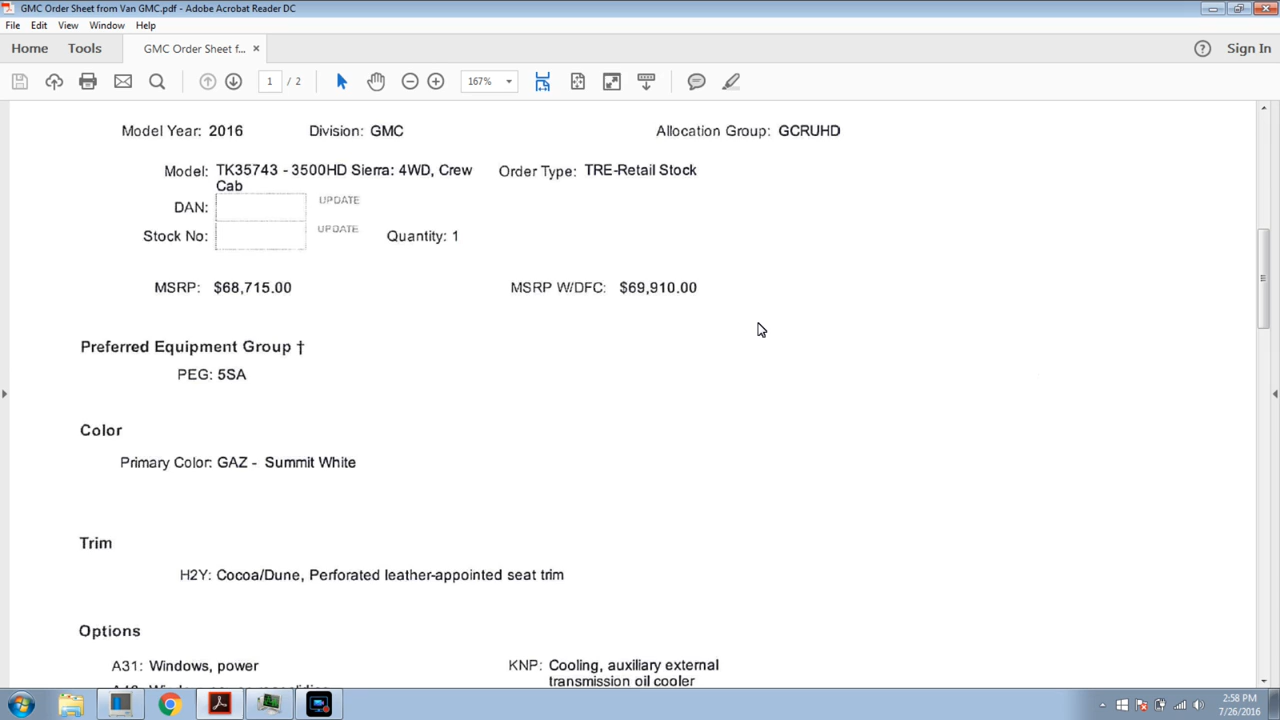 GMC Order Sheet from Van GMC.pdf - Adobe Acrobat Reader DC
File Edit View Window Help
Home Tools GMC Order Sheet f... × ? Sign In
1 / 2 167%
Model Year: 2016 Division: GMC Allocation Group: GCRUHD
Model: TK35743 - 3500HD Sierra: 4WD, Crew Order Type: TRE-Retail Stock
Cab
DAN: UPDATE
Stock No: UPDATE Quantity: 1
MSRP: $68,715.00 MSRP W/DFC: $69,910.00
Preferred Equipment Group †
PEG: 5SA
Color
Primary Color: GAZ - Summit White
Trim
H2Y: Cocoa/Dune, Perforated leather-appointed seat trim
Options
A31: Windows, power KNP: Cooling, auxiliary external
transmission oil cooler
2:58 PM
7/26/2016